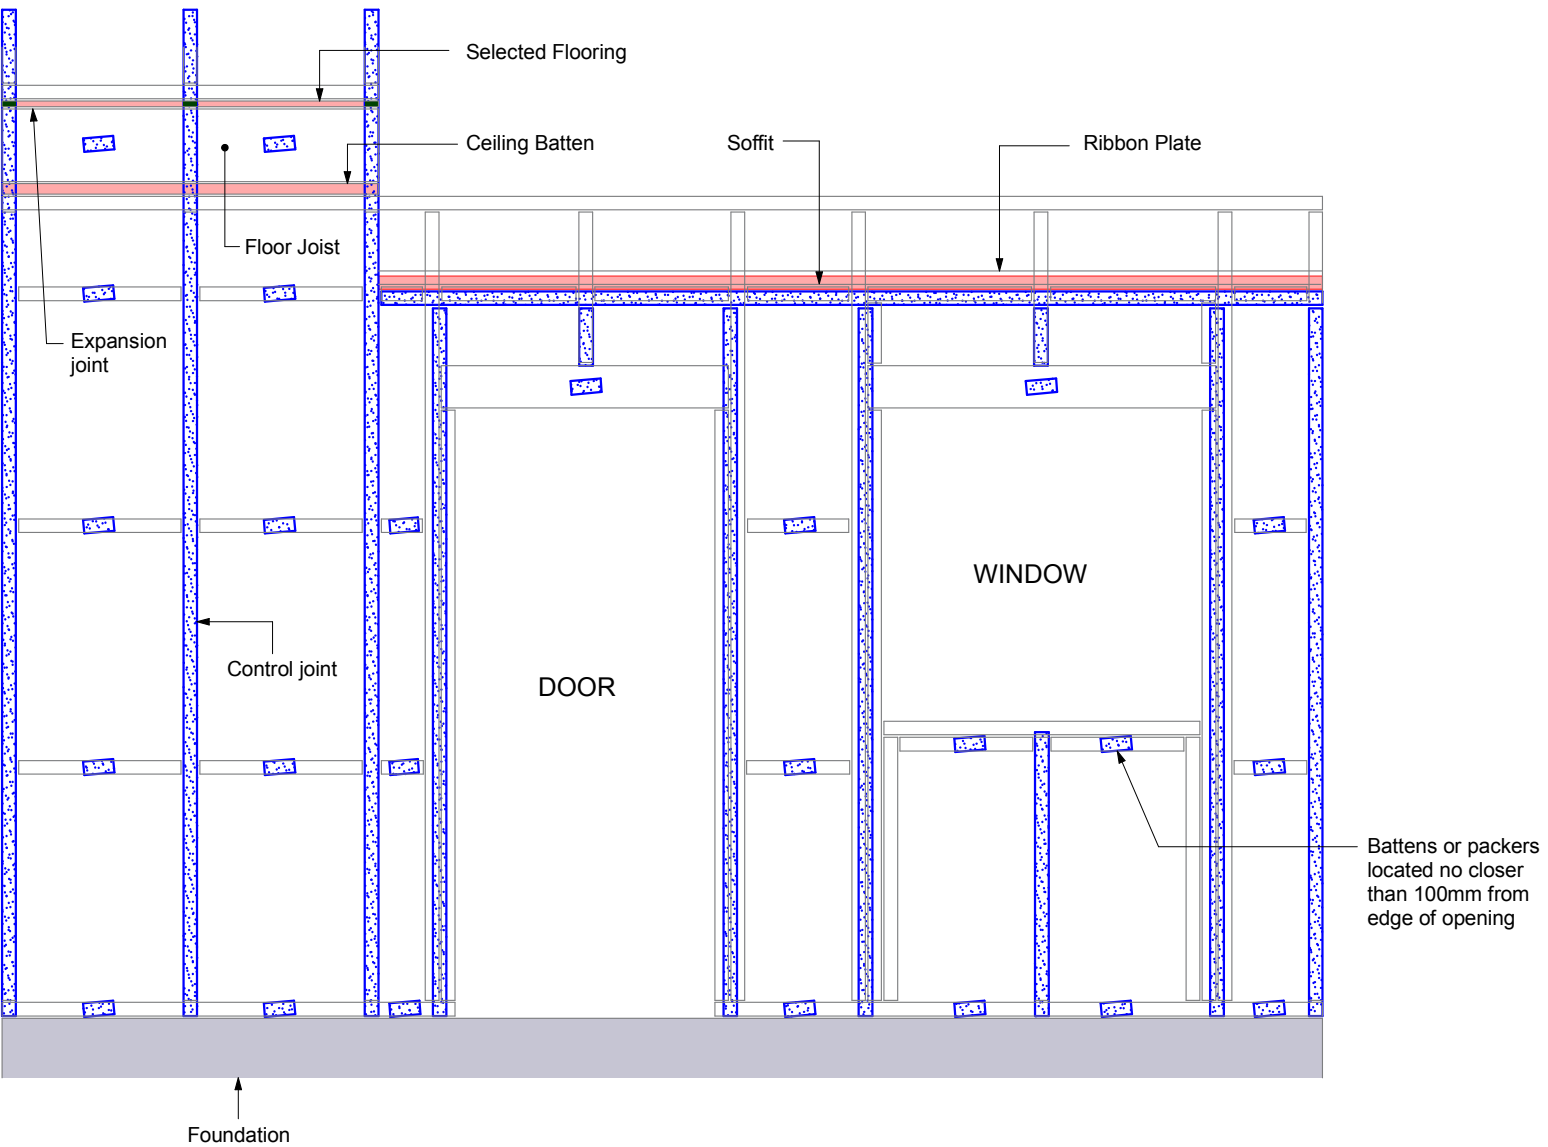 Selected Flooring
Ceiling Batten
Soffit
Ribbon Plate
Floor Joist
Expansion
joint
WINDOW
Control joint
DOOR
Battens or packers
located no closer
than 100mm from
edge of opening
Foundation